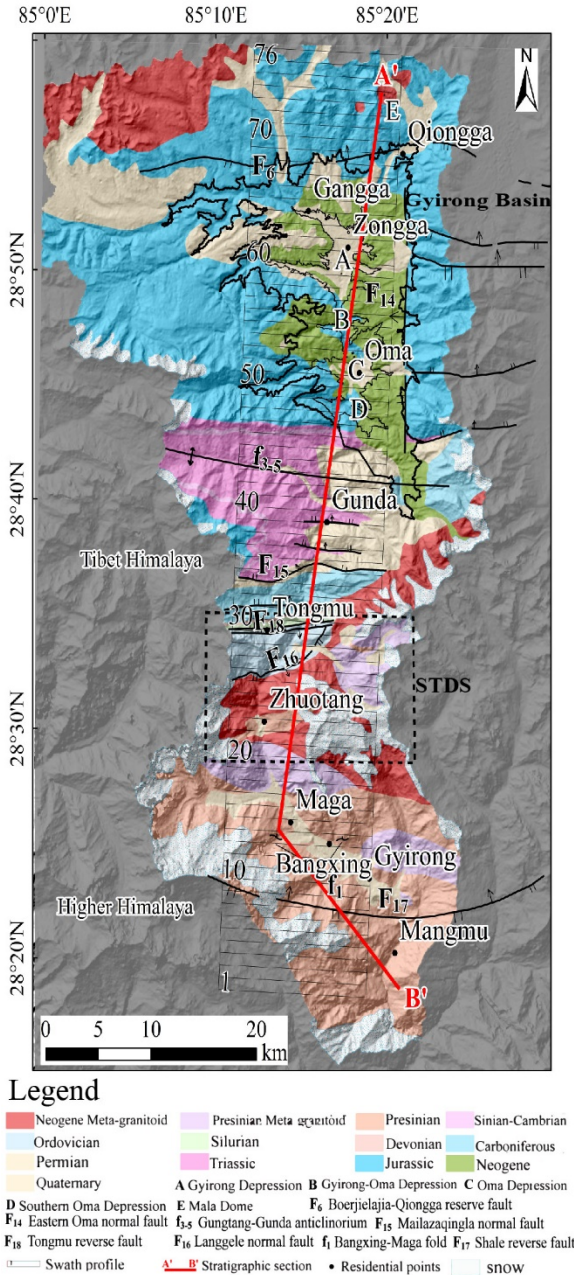 85°0'E 85°20'E
N
76
A'
E
70
Qiongga
F6
Gangga
Gyirong Basin
Zongga
60
A
28°50'N
F14
B
Oma
50
C
D
f3-5
40
Gunda
28°40'N
Tibet Himalaya
F15
30
Tongmu
F18
F16
STDS
Zhuotang
28°30'N
20
Maga
Bangxing
Gyirong
10
f1
F17
Higher Himalaya
Mangmu
28°20'N
1
B'
0 5 10 20
km
Legend
Neogene Meta-granitoid Presinian Meta granitoid Presinian Sinian-Cambrian
Ordovician Silurian Devonian Carboniferous
Permian Triassic Jurassic Neogene
Quaternary A Gyirong Depression B Gyirong-Oma Depression C Oma Depression
D Southern Oma Depression E Mala Dome F6 Boerjielajia-Qiongga reserve fault
F14 Eastern Oma normal fault f3-5 Gungtang-Gunda anticlinorium F15 Mailazaqingla normal fault
F18 Tongmu reverse fault F16 Langgele normal fault f1 Bangxing-Maga fold F17 Shale reverse fault
Swath profile A' B' Stratigraphic section Residential points snow